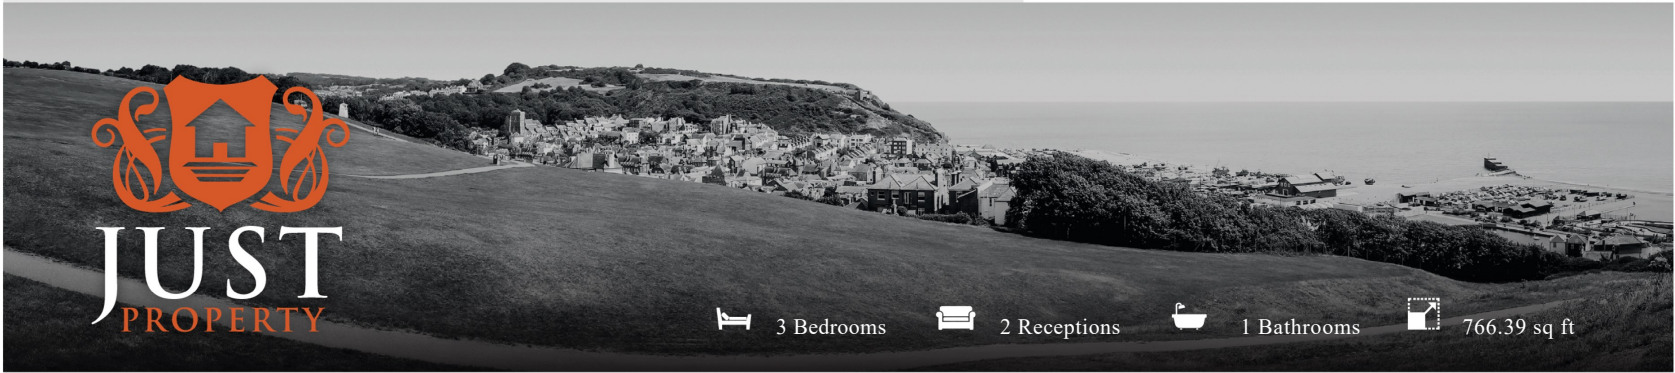 JUST
PROPERTY
3 Bedrooms
2 Receptions
1 Bathrooms
766.39 sq ft